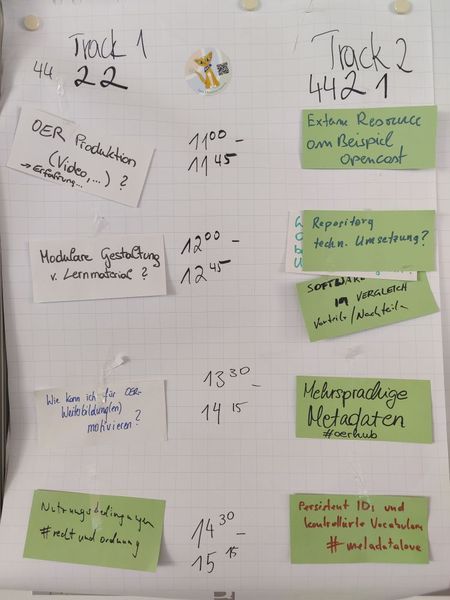 Track 1
44 22
Track 2
4421
OER Produktion
(Video,...) ?
→ Erfahrung...
11 00 –
11 45
Externe Resource
am Beispiel
Opencast
Modulare Gestaltung
v. Lernmaterial ?
12 00 –
12 45
Repository
techn. Umsetzung?
SOFTWARE
IM VERGLEICH
Vorteile/Nachteile
Wie kann ich für OER-
Weiterbildung(en)
motivieren?
13 30 –
14 15
Mehrsprachige
Metadaten
#oerhub
Nutzungsbedingungen
#recht und ordnung
14 30 –
15 15
Persistent IDs und
kontrollierte Vocabulare
#metadatalove